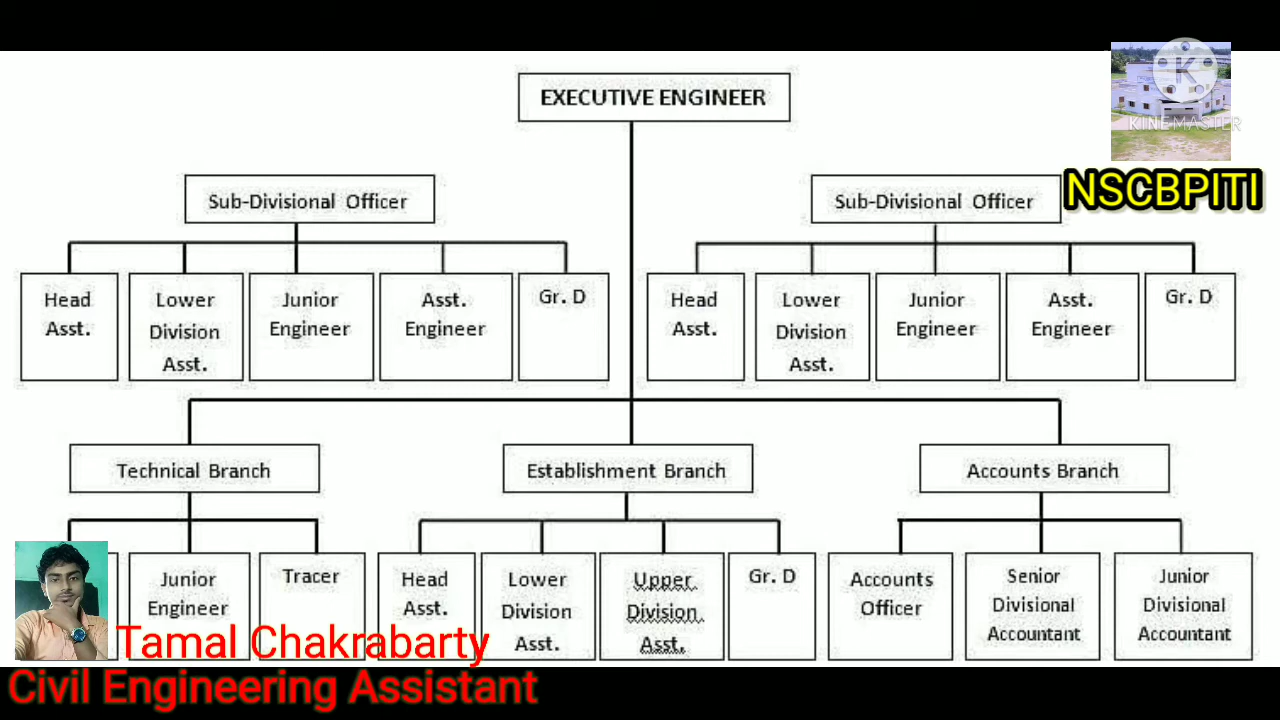 EXECUTIVE ENGINEER
KINEMASTER
NSCBPITI
Sub-Divisional Officer
Sub-Divisional Officer
Head
Asst.
Lower
Division
Asst.
Junior
Engineer
Asst.
Engineer
Gr. D
Head
Asst.
Lower
Division
Asst.
Junior
Engineer
Asst.
Engineer
Gr. D
Technical Branch
Establishment Branch
Accounts Branch
Junior
Engineer
Tracer
Head
Asst.
Lower
Division
Asst.
Upper
Division
Asst.
Gr. D
Accounts
Officer
Senior
Divisional
Accountant
Junior
Divisional
Accountant
Tamal Chakrabarty
Civil Engineering Assistant